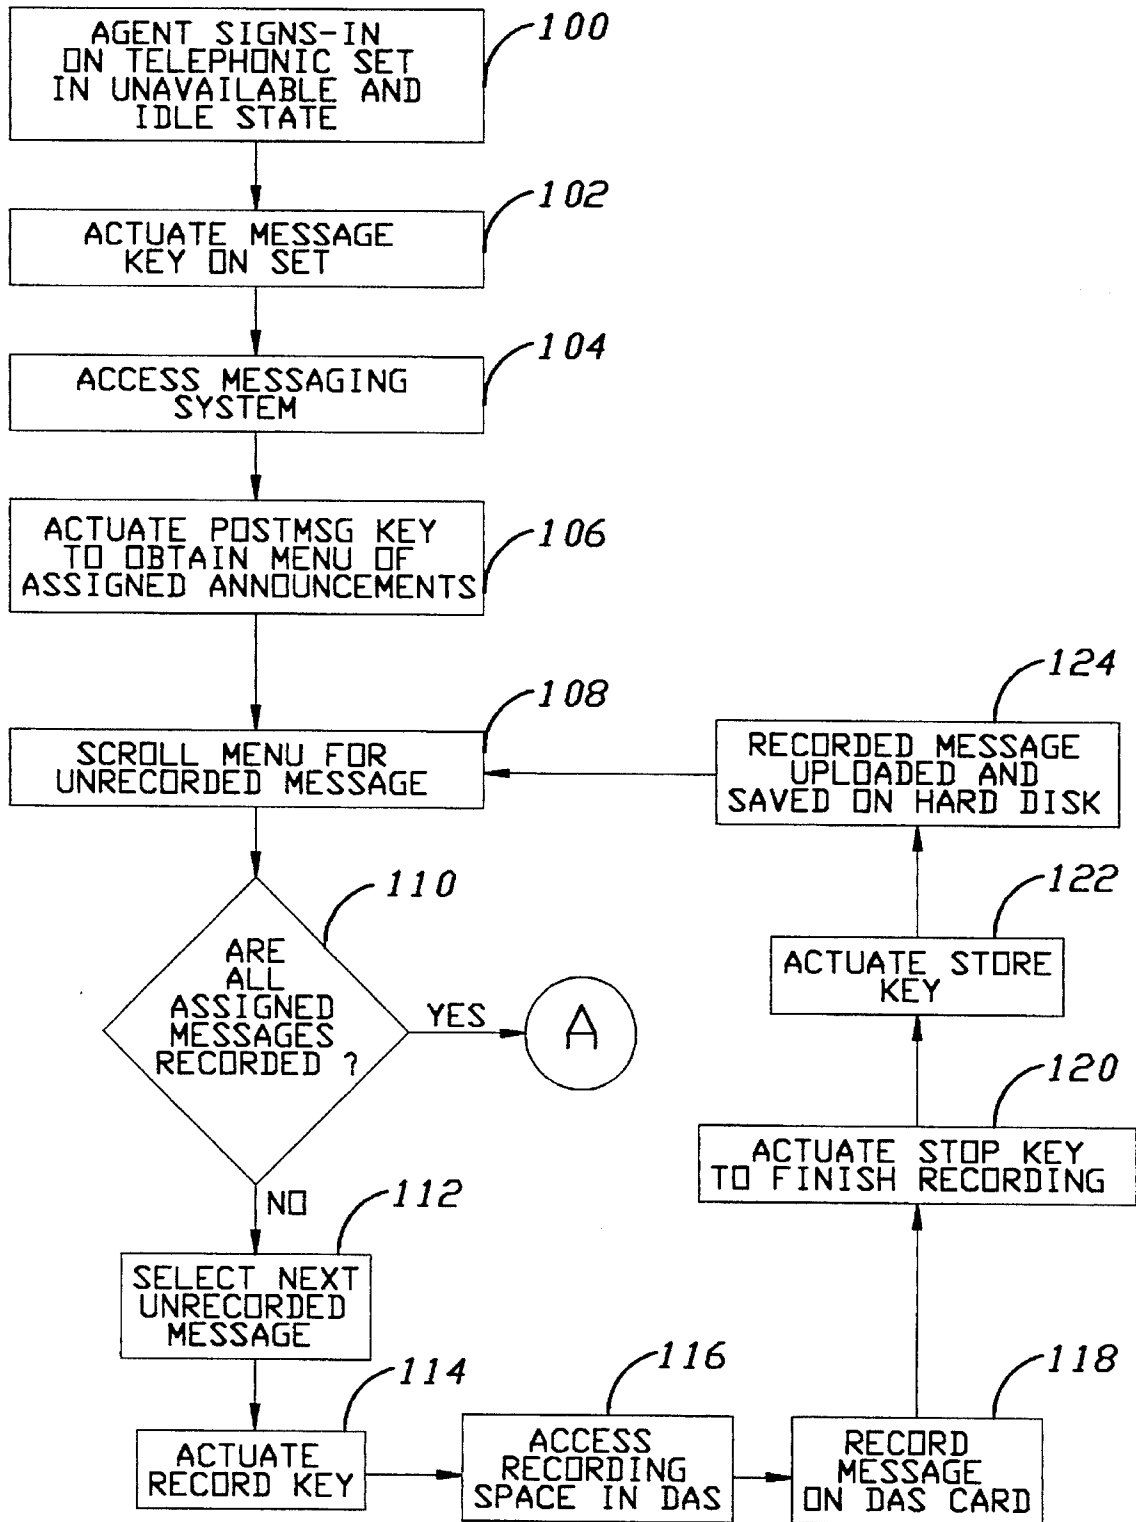 AGENT SIGNS-IN
ON TELEPHONIC SET
IN UNAVAILABLE AND
IDLE STATE
100
ACTUATE MESSAGE
KEY ON SET
102
ACCESS MESSAGING
SYSTEM
104
ACTUATE POSTMSG KEY
TO OBTAIN MENU OF
ASSIGNED ANNOUNCEMENTS
106
SCROLL MENU FOR
UNRECORDED MESSAGE
108
ARE
ALL
ASSIGNED
MESSAGES
RECORDED ?
110
YES
A
NO
SELECT NEXT
UNRECORDED
MESSAGE
112
ACTUATE
RECORD KEY
114
ACCESS
RECORDING
SPACE IN DAS
116
RECORD
MESSAGE
ON DAS CARD
118
ACTUATE STOP KEY
TO FINISH RECORDING
120
ACTUATE STORE
KEY
122
RECORDED MESSAGE
UPLOADED AND
SAVED ON HARD DISK
124